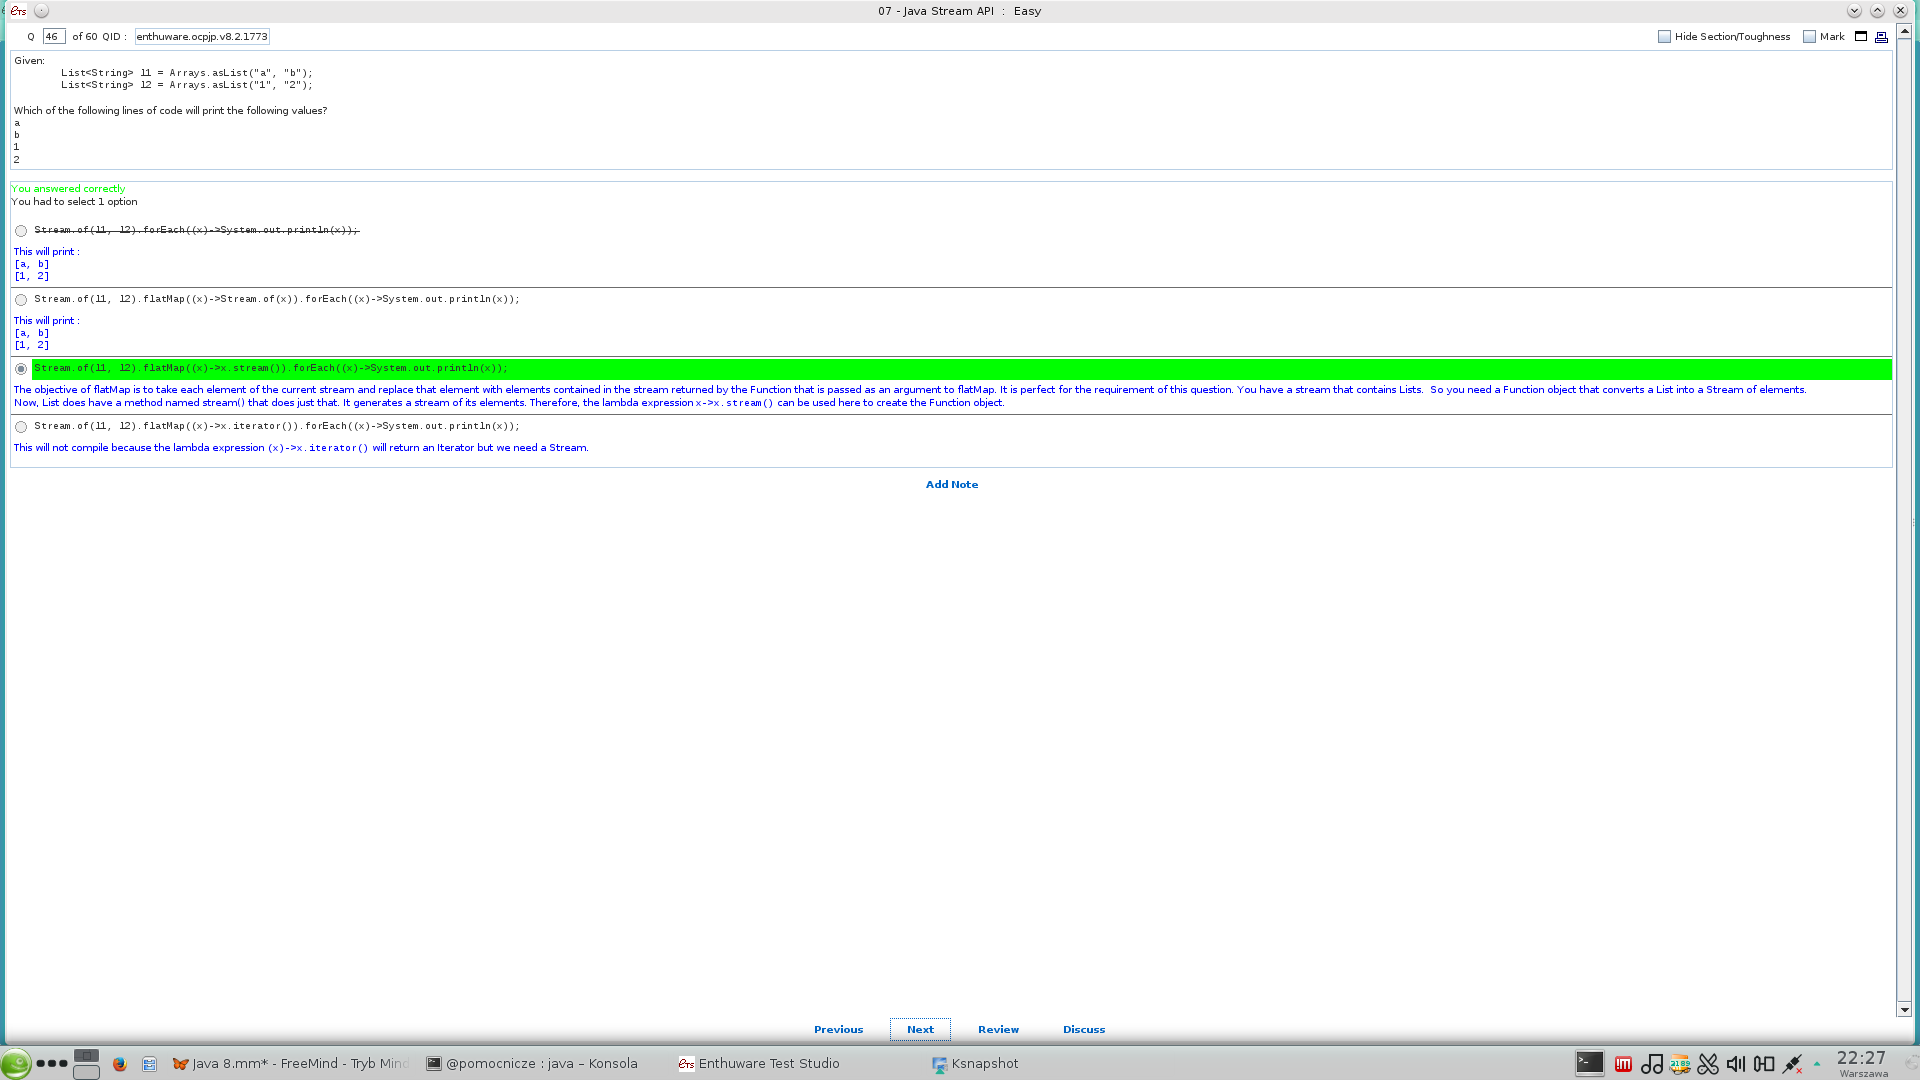 ets
07 - Java Stream API : Easy
Q 46 of 60 QID : enthuware.ocpjp.v8.2.1773
Hide Section/Toughness Mark
Given:
List<String> l1 = Arrays.asList("a", "b");
List<String> l2 = Arrays.asList("1", "2");
Which of the following lines of code will print the following values?
a
b
1
2
You answered correctly
You had to select 1 option
Stream.of(l1, l2).forEach((x)->System.out.println(x));
This will print :
[a, b]
[1, 2]
Stream.of(l1, l2).flatMap((x)->Stream.of(x)).forEach((x)->System.out.println(x));
This will print :
[a, b]
[1, 2]
Stream.of(l1, l2).flatMap((x)->x.stream()).forEach((x)->System.out.println(x));
The objective of flatMap is to take each element of the current stream and replace that element with elements contained in the stream returned by the Function that is passed as an argument to flatMap. It is perfect for the requirement of this question. You have a stream that contains Lists. So you need a Function object that converts a List into a Stream of elements.
Now, List does have a method named stream() that does just that. It generates a stream of its elements. Therefore, the lambda expression x->x.stream() can be used here to create the Function object.
Stream.of(l1, l2).flatMap((x)->x.iterator()).forEach((x)->System.out.println(x));
This will not compile because the lambda expression (x)->x.iterator() will return an Iterator but we need a Stream.
Add Note
Previous Next Review Discuss
Java 8.mm* - FreeMind - Tryb Mind @pomocnicze : java – Konsola ets Enthuware Test Studio Ksnapshot
22:27
Warszawa